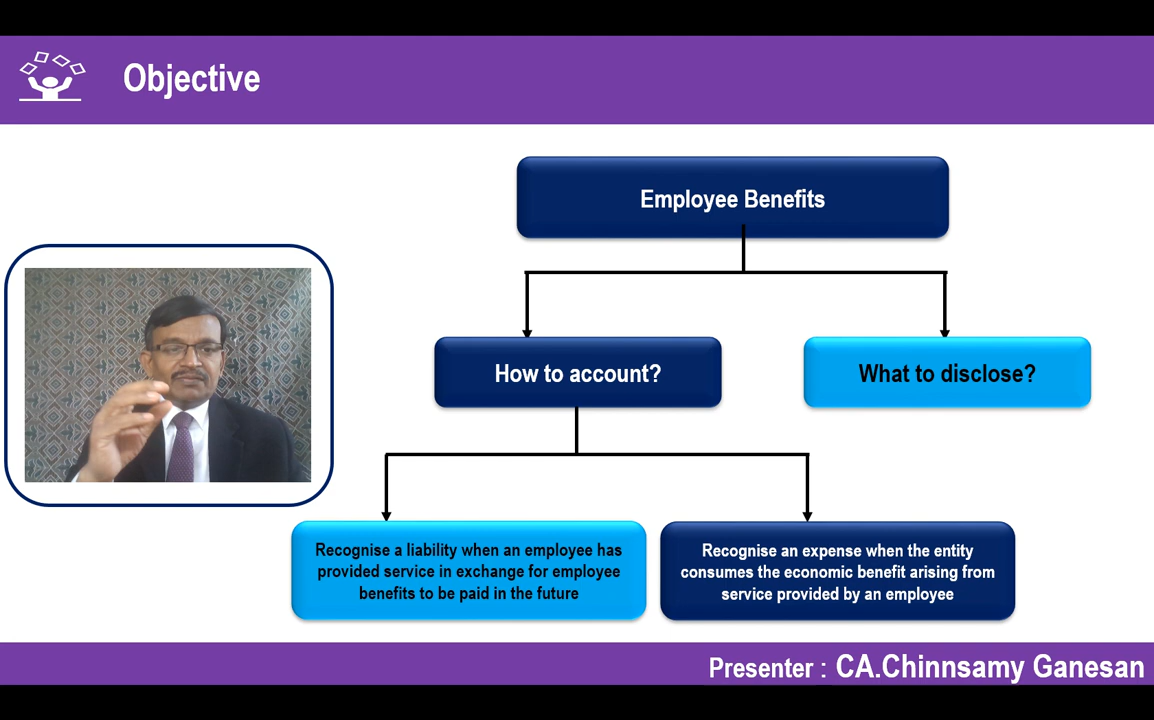 Objective
Employee Benefits
How to account?
What to disclose?
Recognise a liability when an employee has
provided service in exchange for employee
benefits to be paid in the future
Recognise an expense when the entity
consumes the economic benefit arising from
service provided by an employee
Presenter : CA.Chinnsamy Ganesan